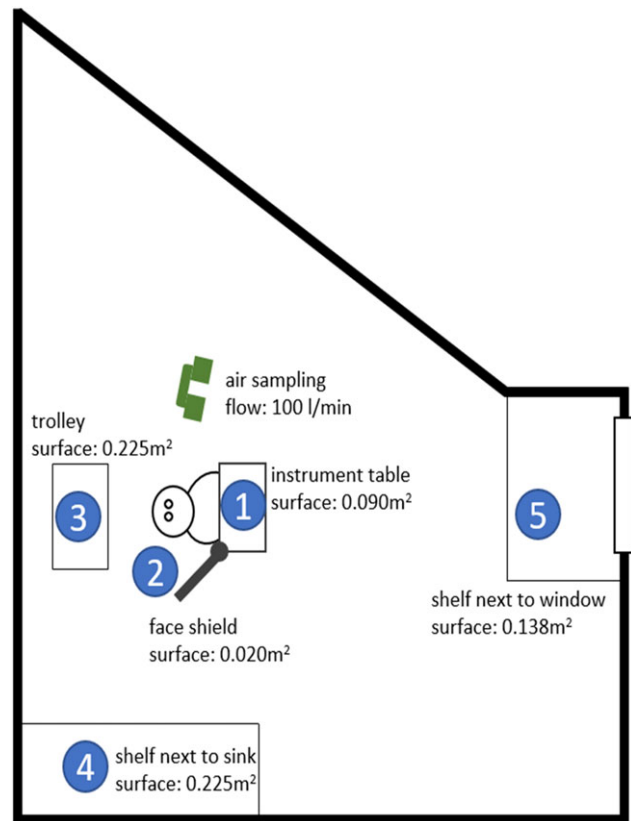 air sampling
flow: 100 l/min
trolley
surface: 0.225m²
instrument table
surface: 0.090m²
1
3
5
2
shelf next to window
surface: 0.138m²
face shield
surface: 0.020m²
4
shelf next to sink
surface: 0.225m²